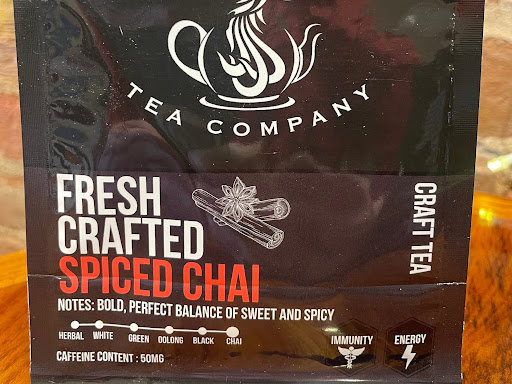 TEA COMPANY
FRESH
CRAFTED
SPICED CHAI
CRAFT TEA
NOTES: BOLD, PERFECT BALANCE OF SWEET AND SPICY
HERBAL WHITE GREEN OOLONG BLACK CHAI
CAFFEINE CONTENT : 50MG
IMMUNITY
ENERGY